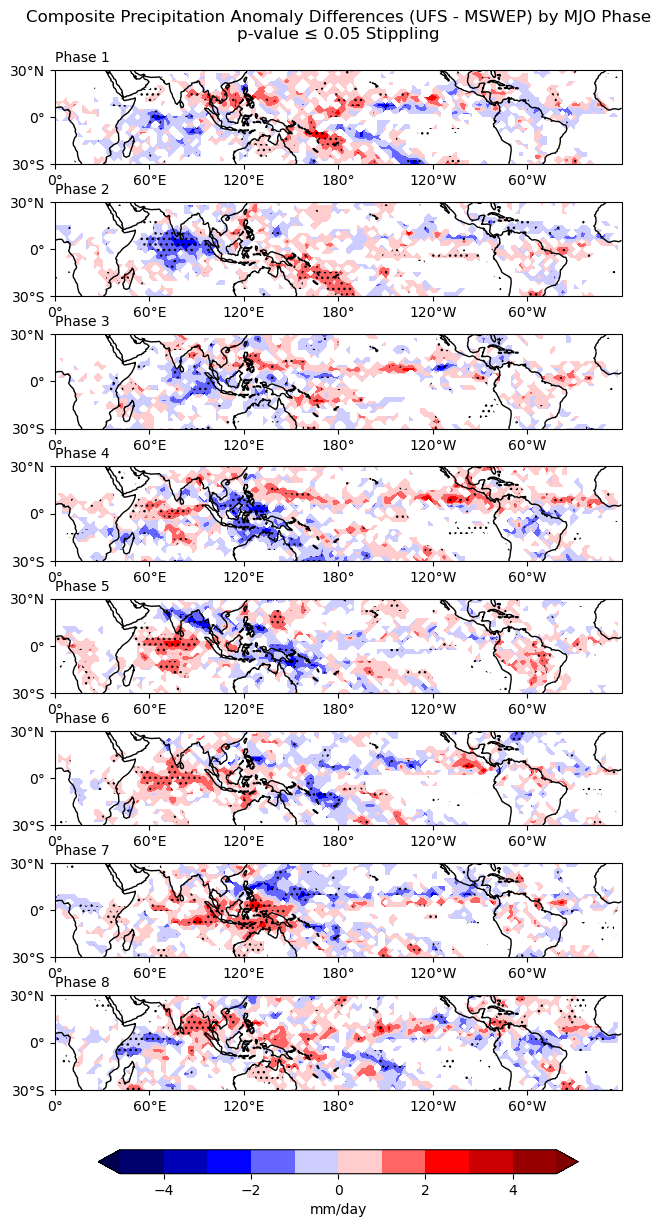 Composite Precipitation Anomaly Differences (UFS - MSWEP) by MJO Phase
p-value ≤ 0.05 Stippling
Phase 1
30°N
0°
30°S
0° 60°E 120°E 180° 120°W 60°W
Phase 2
30°N
0°
30°S
0° 60°E 120°E 180° 120°W 60°W
Phase 3
30°N
0°
30°S
0° 60°E 120°E 180° 120°W 60°W
Phase 4
30°N
0°
30°S
0° 60°E 120°E 180° 120°W 60°W
Phase 5
30°N
0°
30°S
0° 60°E 120°E 180° 120°W 60°W
Phase 6
30°N
0°
30°S
0° 60°E 120°E 180° 120°W 60°W
Phase 7
30°N
0°
30°S
0° 60°E 120°E 180° 120°W 60°W
Phase 8
30°N
0°
30°S
0° 60°E 120°E 180° 120°W 60°W
−4 −2 0 2 4
mm/day